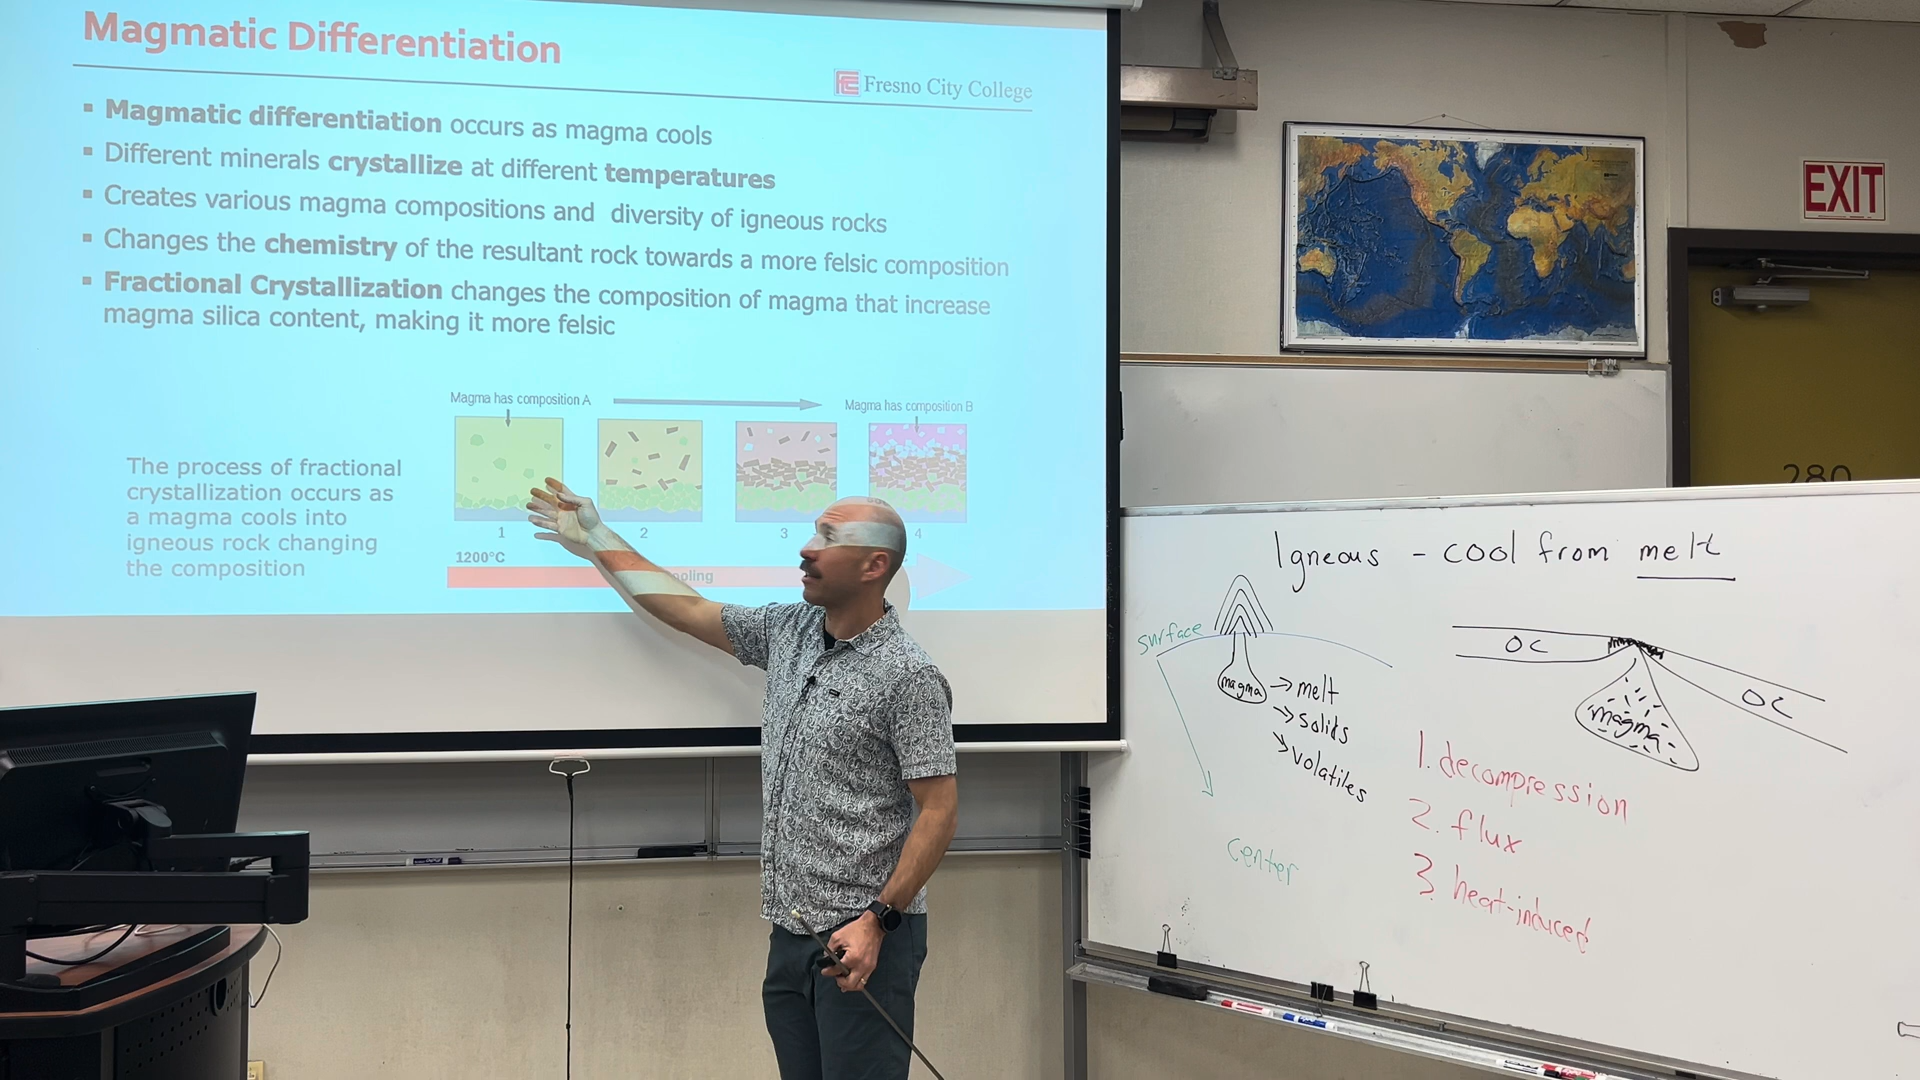 Magmatic Differentiation
Fresno City College
Magmatic differentiation occurs as magma cools
Different minerals crystallize at different temperatures
Creates various magma compositions and diversity of igneous rocks
Changes the chemistry of the resultant rock towards a more felsic composition
Fractional Crystallization changes the composition of magma that increase
magma silica content, making it more felsic
Magma has composition A
Magma has composition B
The process of fractional
crystallization occurs as
a magma cools into
igneous rock changing
the composition
1
2
3
4
1200°C
EXIT
280
Igneous - cool from melt
surface
magma
→ melt
→ solids
→ volatiles
center
OC
OC
magma
1. decompression
2. flux
3. heat-induced